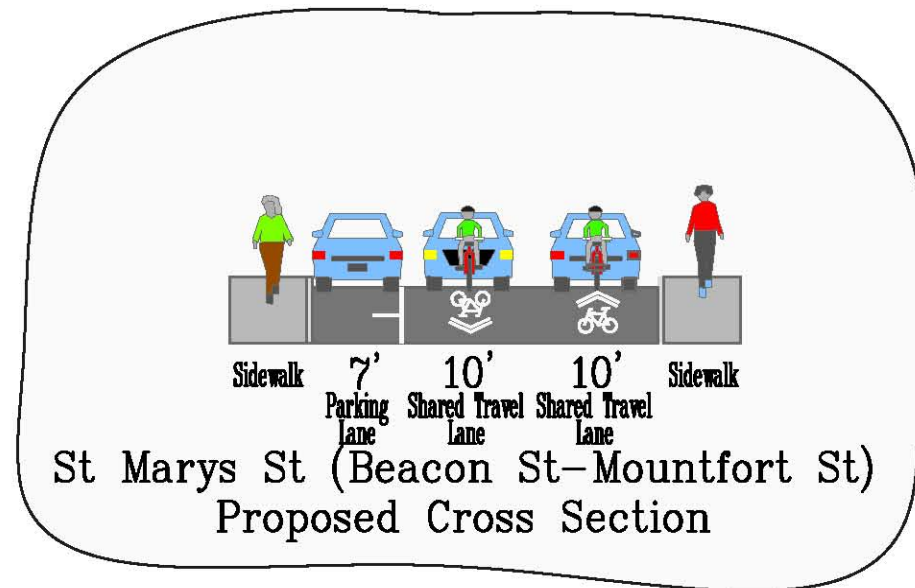 Sidewalk 7' 10' 10' Sidewalk
Parking Shared Travel Shared Travel
Lane Lane Lane
St Marys St (Beacon St-Mountfort St)
Proposed Cross Section